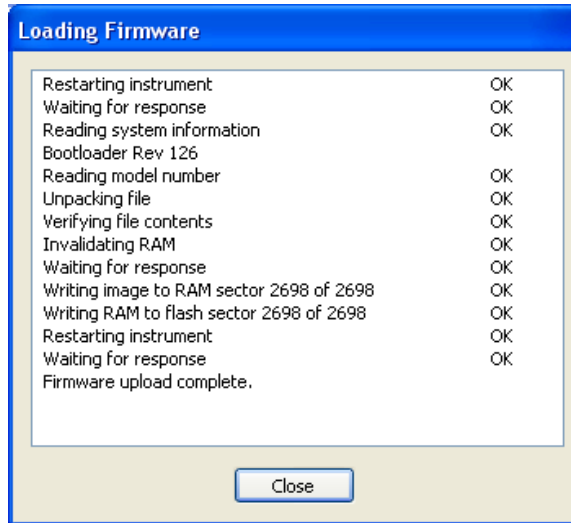 Loading Firmware
Restarting instrument OK
Waiting for response OK
Reading system information OK
Bootloader Rev 126
Reading model number OK
Unpacking file OK
Verifying file contents OK
Invalidating RAM OK
Waiting for response OK
Writing image to RAM sector 2698 of 2698 OK
Writing RAM to flash sector 2698 of 2698 OK
Restarting instrument OK
Waiting for response OK
Firmware upload complete.
Close